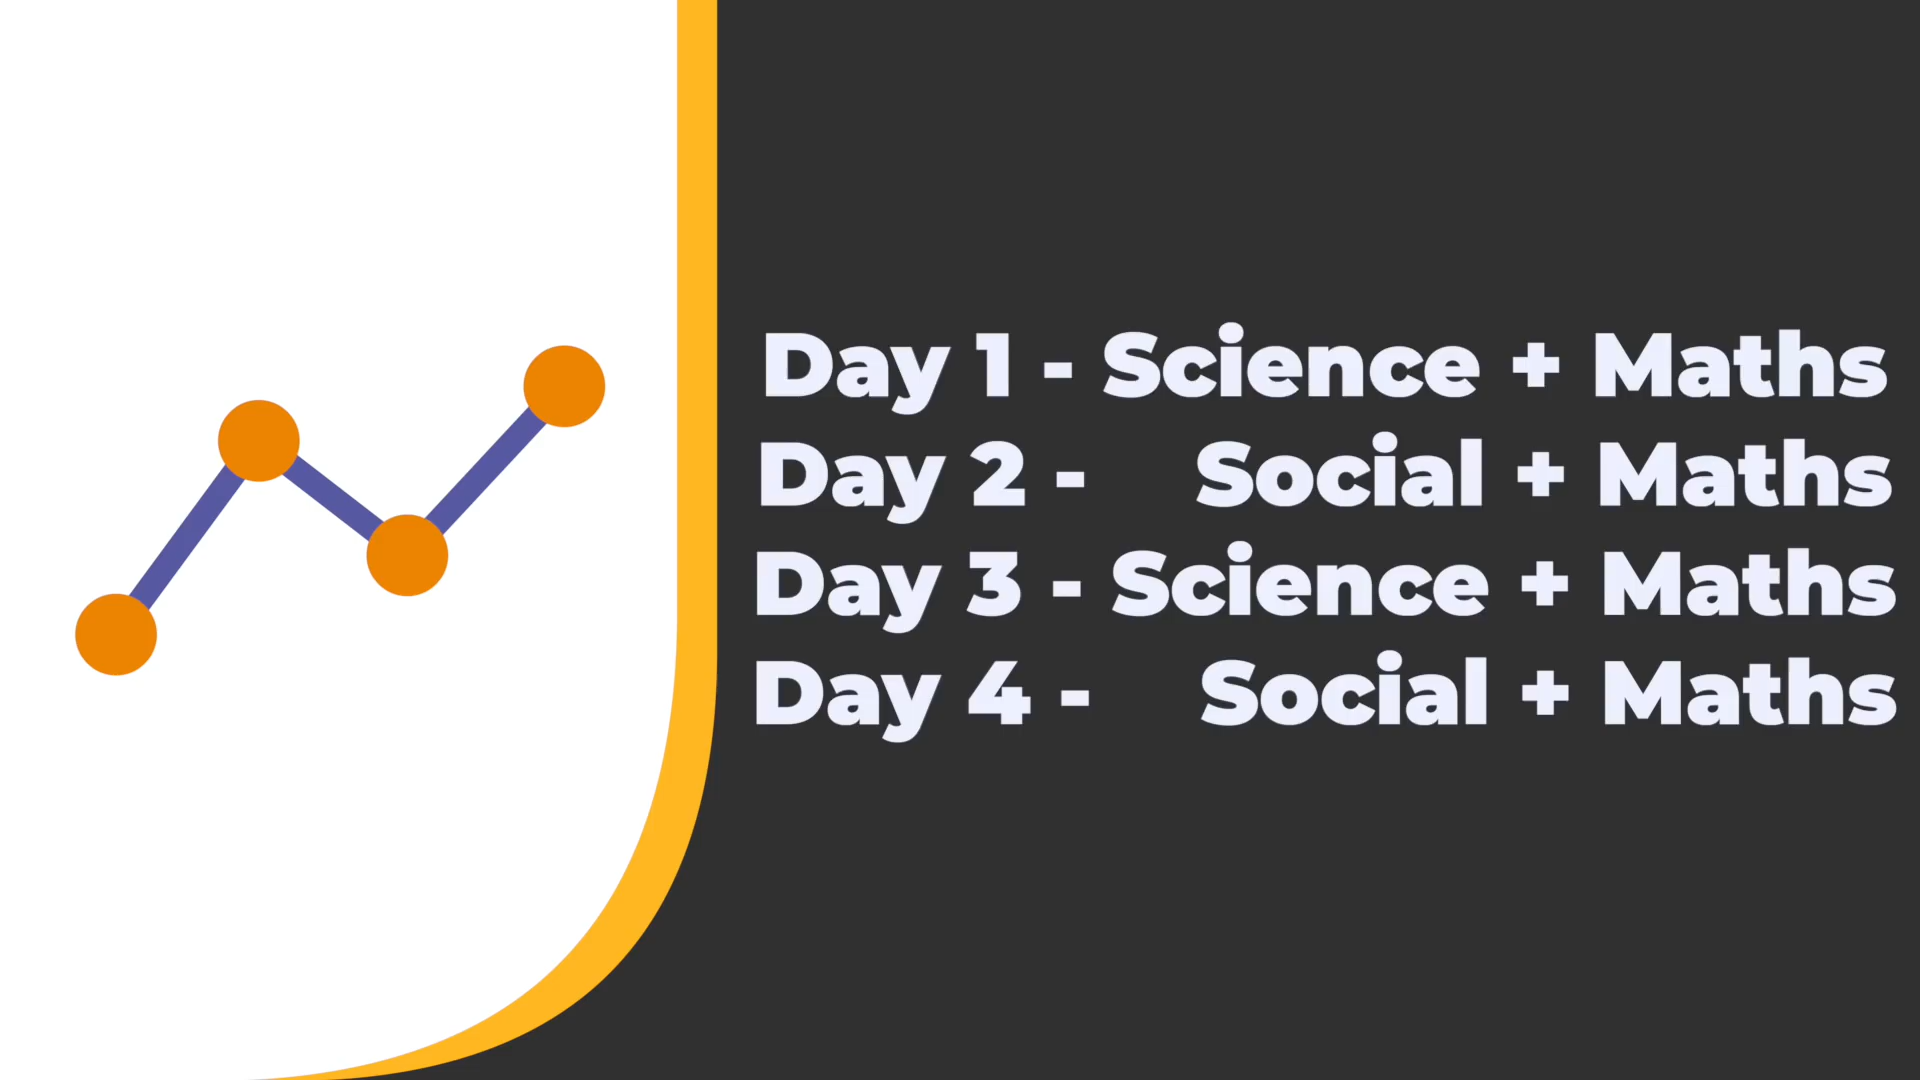 Day 1 - Science + Maths
Day 2 - Social + Maths
Day 3 - Science + Maths
Day 4 - Social + Maths